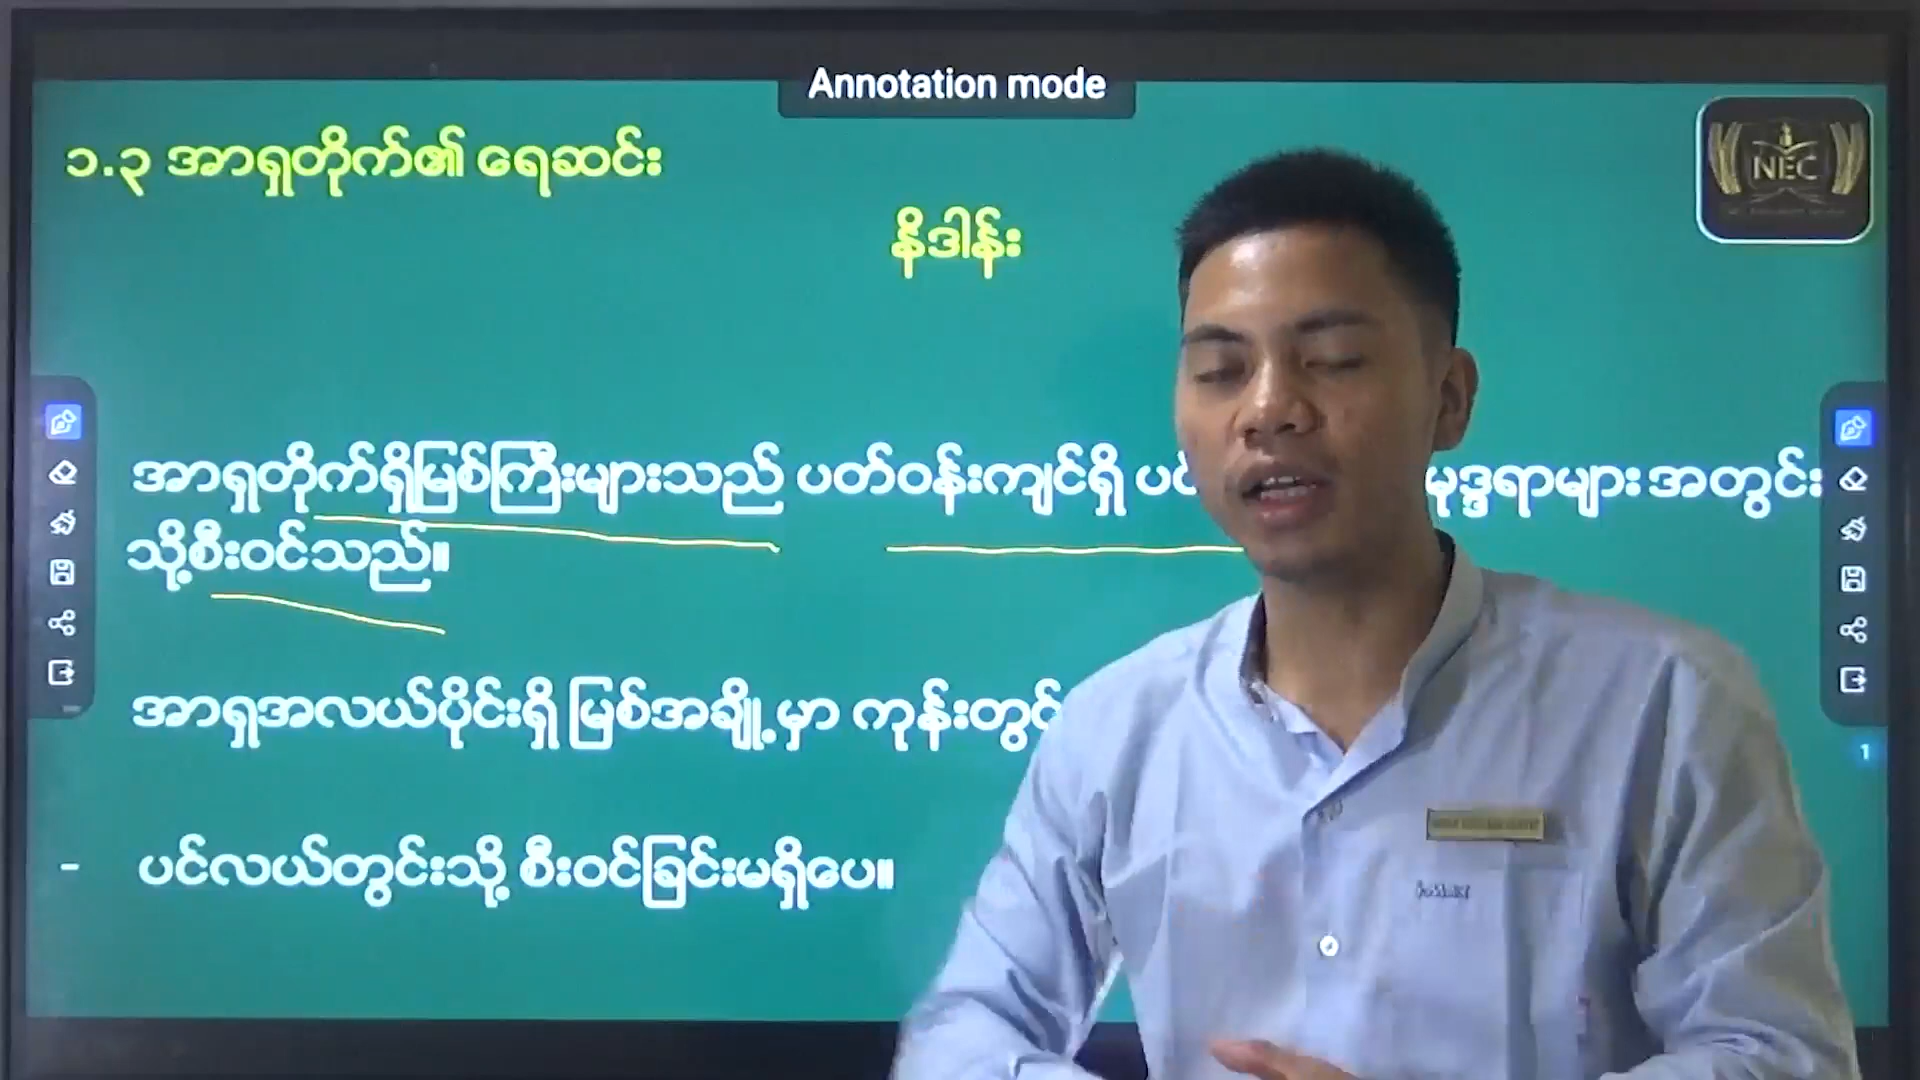 Annotation mode
၁.၃ အာရှတိုက်၏ ရေဆင်း
NEC
နိဒါန်း
အာရှတိုက်ရှိမြစ်ကြီးများသည် ပတ်ဝန်းကျင်ရှိ မုဒ္ဒရာများ အတွင်း
သို့စီးဝင်သည်။
အာရှအလယ်ပိုင်းရှိ မြစ်အချို့မှာ ကုန်းတွင်
1
- ပင်လယ်တွင်းသို့ စီးဝင်ခြင်းမရှိပေ။